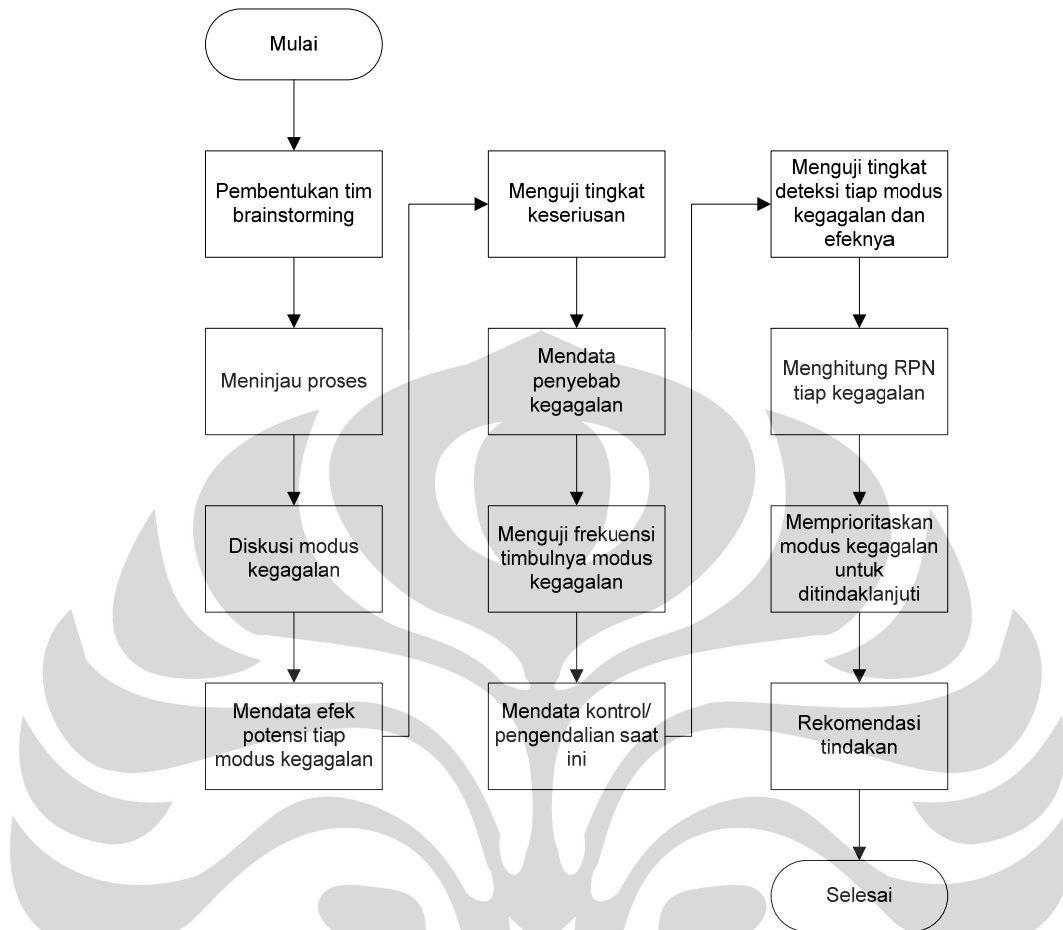 Mulai
Pembentukan tim
brainstorming
Meninjau proses
Diskusi modus
kegagalan
Mendata efek
potensi tiap
modus kegagalan
Menguji tingkat
keseriusan
Mendata
penyebab
kegagalan
Menguji frekuensi
timbulnya modus
kegagalan
Mendata kontrol/
pengendalian saat
ini
Menguji tingkat
deteksi tiap modus
kegagalan dan
efeknya
Menghitung RPN
tiap kegagalan
Memprioritaskan
modus kegagalan
untuk
ditindaklanjuti
Rekomendasi
tindakan
Selesai